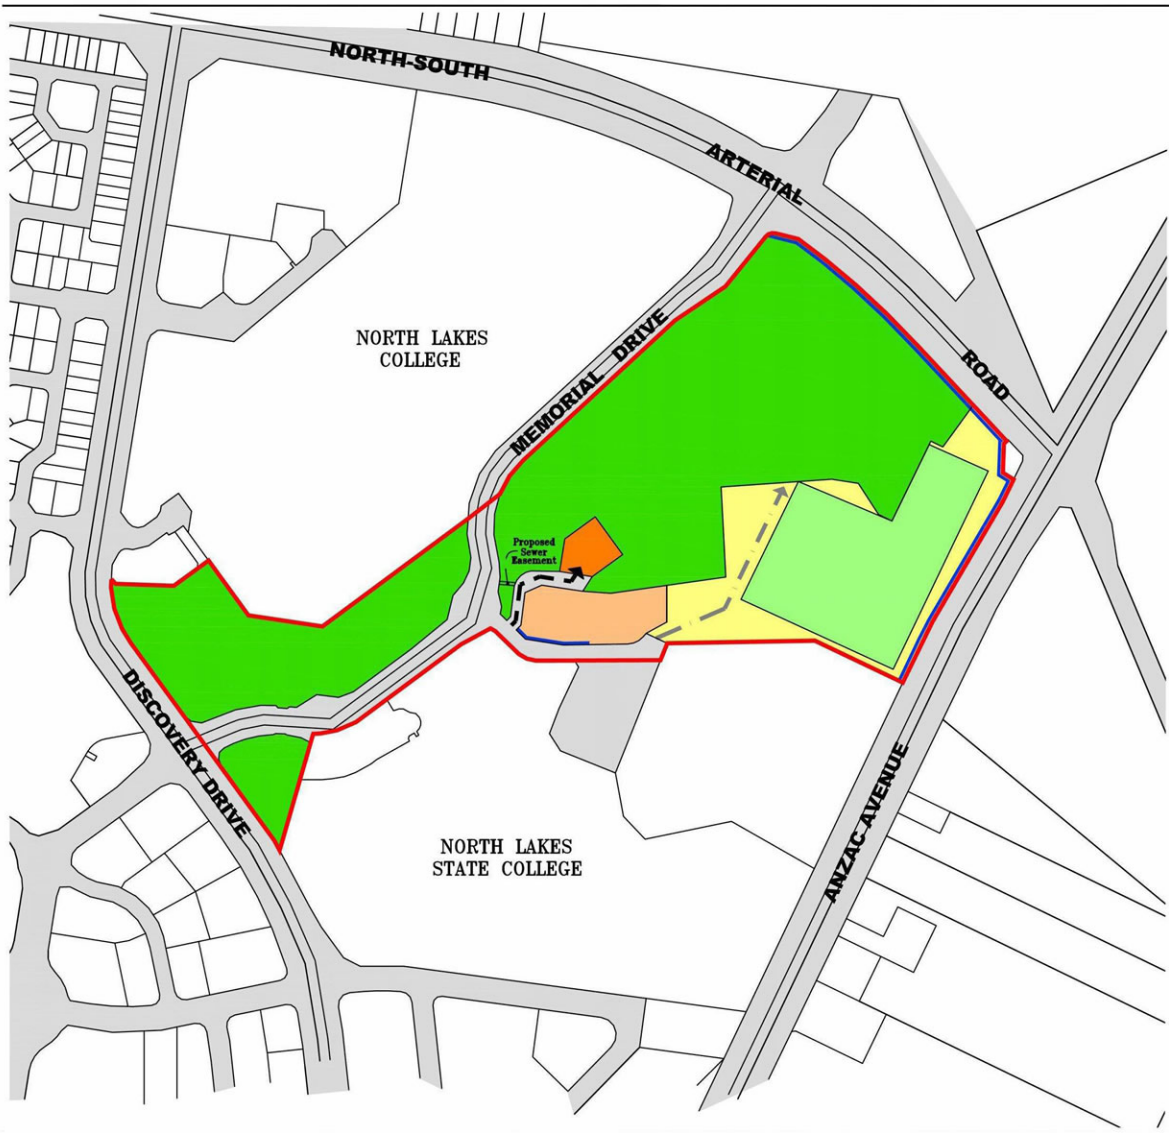 NORTH-SOUTH
ARTERIAL
ROAD
NORTH LAKES
COLLEGE
MEMORIAL DRIVE
Proposed
Sewer
Easement
DISCOVERY DRIVE
NORTH LAKES
STATE COLLEGE
ANZAC AVENUE